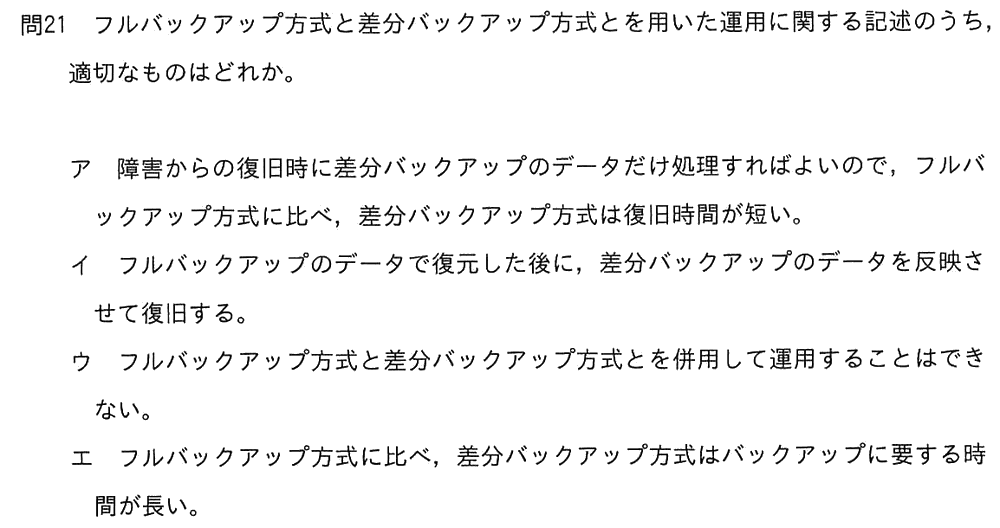 問21　フルバックアップ方式と差分バックアップ方式とを用いた運用に関する記述のうち，
適切なものはどれか。
ア　障害からの復旧時に差分バックアップのデータだけ処理すればよいので，フルバ
ックアップ方式に比べ，差分バックアップ方式は復旧時間が短い。
イ　フルバックアップのデータで復元した後に，差分バックアップのデータを反映さ
せて復旧する。
ウ　フルバックアップ方式と差分バックアップ方式とを併用して運用することはでき
ない。
エ　フルバックアップ方式に比べ，差分バックアップ方式はバックアップに要する時
間が長い。